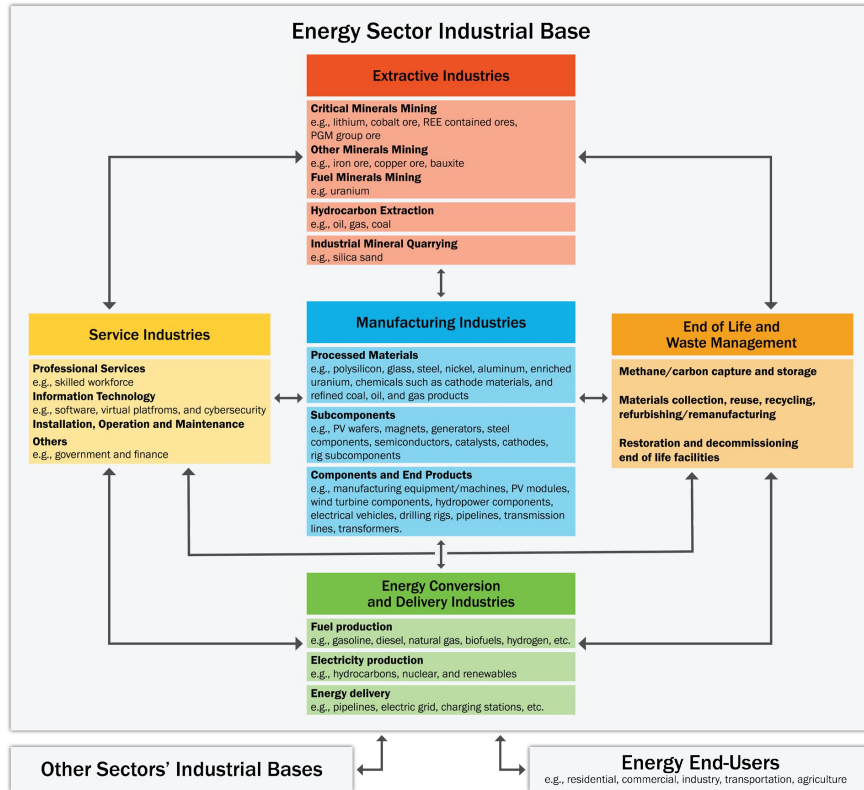 Energy Sector Industrial Base
Extractive Industries
Critical Minerals Mining
e.g., lithium, cobalt ore, REE contained ores,
PGM group ore
Other Minerals Mining
e.g., iron ore, copper ore, bauxite
Fuel Minerals Mining
e.g. uranium
Hydrocarbon Extraction
e.g., oil, gas, coal
Industrial Mineral Quarrying
e.g., silica sand
Service Industries
Professional Services
e.g., skilled workforce
Information Technology
e.g., software, virtual platfroms, and cybersecurity
Installation, Operation and Maintenance
Others
e.g., government and finance
Manufacturing Industries
Processed Materials
e.g., polysilicon, glass, steel, nickel, aluminum, enriched
uranium, chemicals such as cathode materials, and
refined coal, oil, and gas products
Subcomponents
e.g., PV wafers, magnets, generators, steel
components, semiconductors, catalysts, cathodes,
rig subcomponents
Components and End Products
e.g., manufacturing equipment/machines, PV modules,
wind turbine components, hydropower components,
electrical vehicles, drilling rigs, pipelines, transmission
lines, transformers.
End of Life and
Waste Management
Methane/carbon capture and storage
Materials collection, reuse, recycling,
refurbishing/remanufacturing
Restoration and decommissioning
end of life facilities
Energy Conversion
and Delivery Industries
Fuel production
e.g., gasoline, diesel, natural gas, biofuels, hydrogen, etc.
Electricity production
e.g., hydrocarbons, nuclear, and renewables
Energy delivery
e.g., pipelines, electric grid, charging stations, etc.
Other Sectors' Industrial Bases
Energy End-Users
e.g., residential, commercial, industry, transportation, agriculture